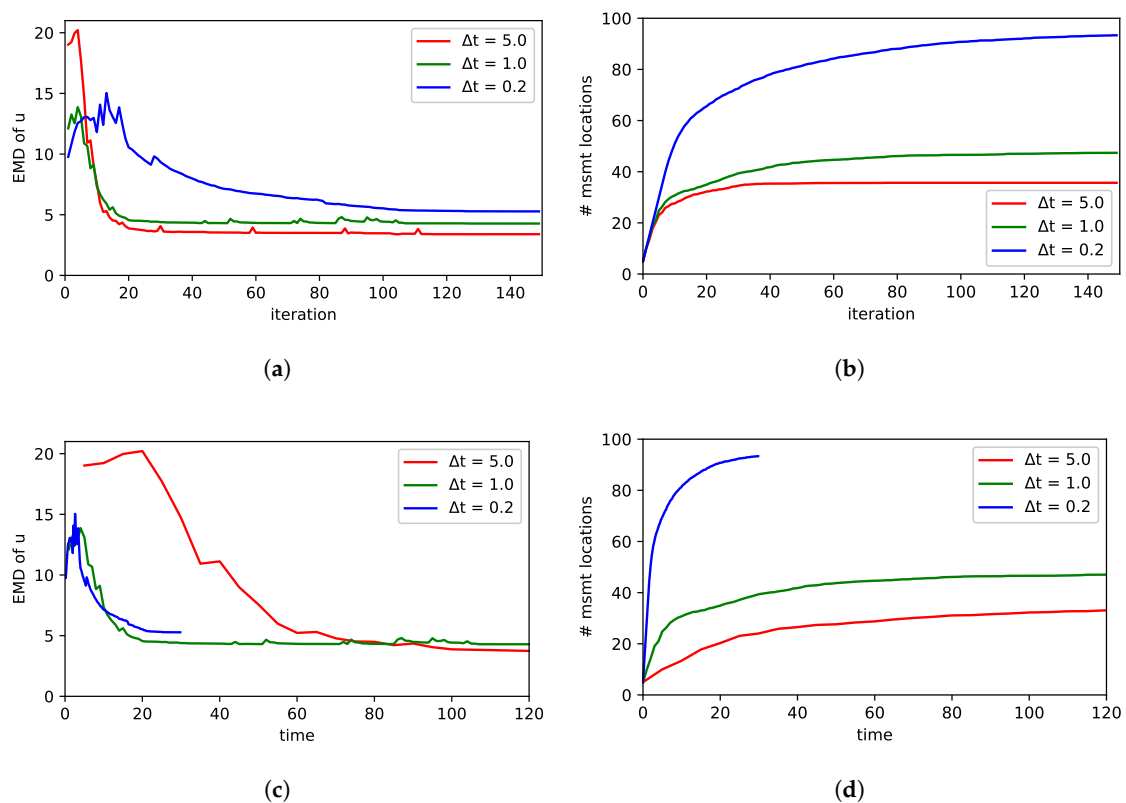 EMD of u
20
15
10
5
0
Δt = 5.0
Δt = 1.0
Δt = 0.2
0 20 40 60 80 100 120 140
iteration
(a)
# msmt locations
100
80
60
40
20
0
Δt = 5.0
Δt = 1.0
Δt = 0.2
0 20 40 60 80 100 120 140
iteration
(b)
EMD of u
20
15
10
5
0
Δt = 5.0
Δt = 1.0
Δt = 0.2
0 20 40 60 80 100 120
time
(c)
# msmt locations
100
80
60
40
20
0
Δt = 5.0
Δt = 1.0
Δt = 0.2
0 20 40 60 80 100 120
time
(d)